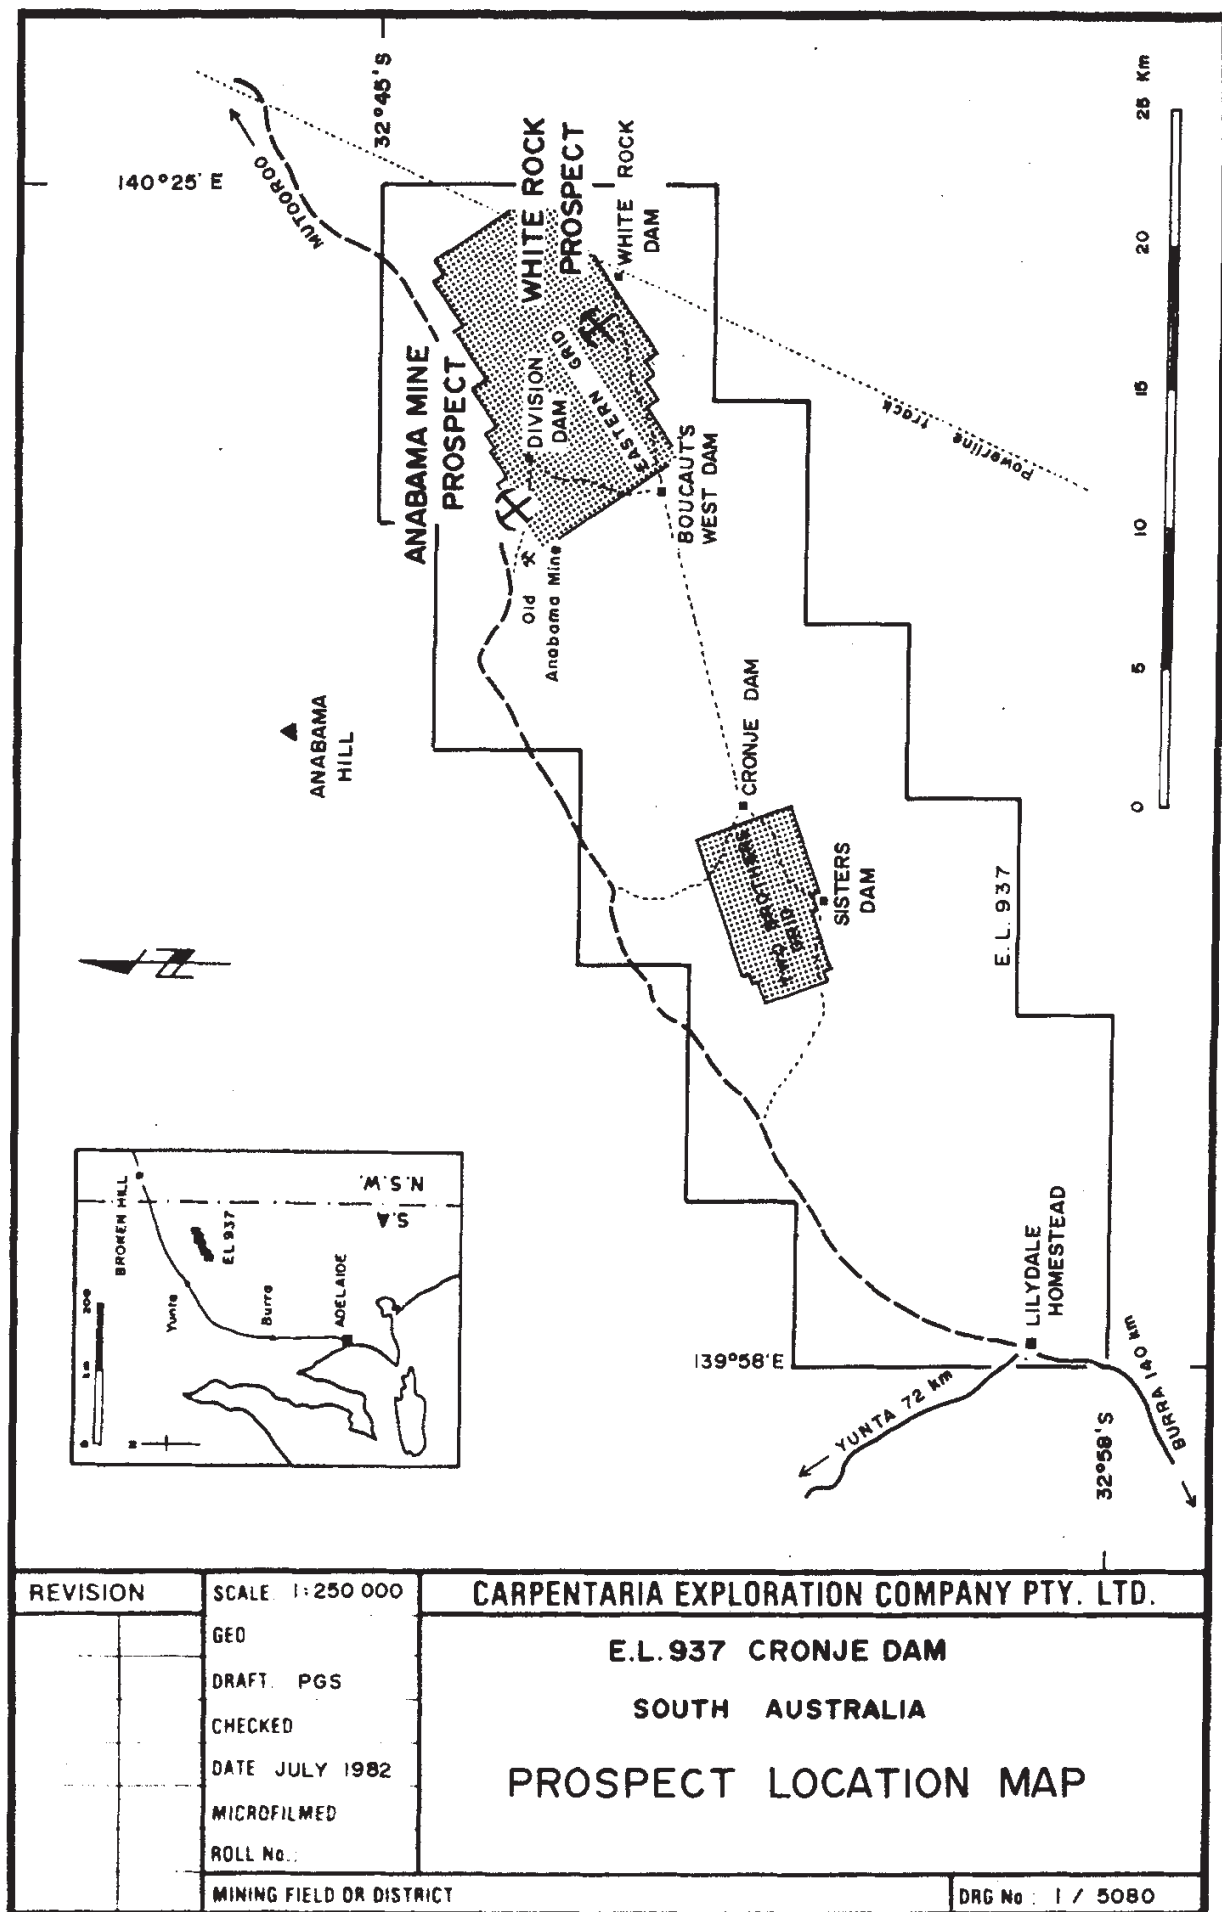 32°45'S
140°25' E
MUTOOROO
WHITE ROCK
PROSPECT
WHITE ROCK
DAM
ANABAMA MINE
PROSPECT
DIVISION
DAM
EASTERN GRID
BOUCAUT'S
WEST DAM
Old
Anabama Mine
Powerline track
ANABAMA
HILL
CRONJE DAM
TWO BROTHERS
GRID
SISTERS
DAM
E.L. 937
LILYDALE
HOMESTEAD
139°58'E
YUNTA 72 km
BURRA 140 km
32°58'S
0 5 10 15 20 25 Km
BROKEN HILL
N.S.W.
S.A
EL 937
Yunta
Burra
ADELAIDE
0
200
N
REVISION
SCALE 1:250 000
GEO
DRAFT. PGS
CHECKED
DATE JULY 1982
MICROFILMED
ROLL No.:
CARPENTARIA EXPLORATION COMPANY PTY. LTD.
E.L. 937 CRONJE DAM
SOUTH AUSTRALIA
PROSPECT LOCATION MAP
MINING FIELD OR DISTRICT
DRG No : 1 / 5080